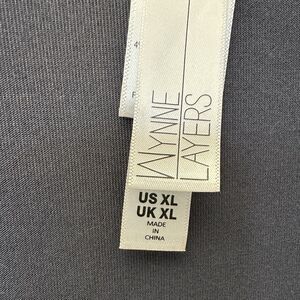 WYNNE
LAYERS
US XL
UK XL
MADE
IN
CHINA